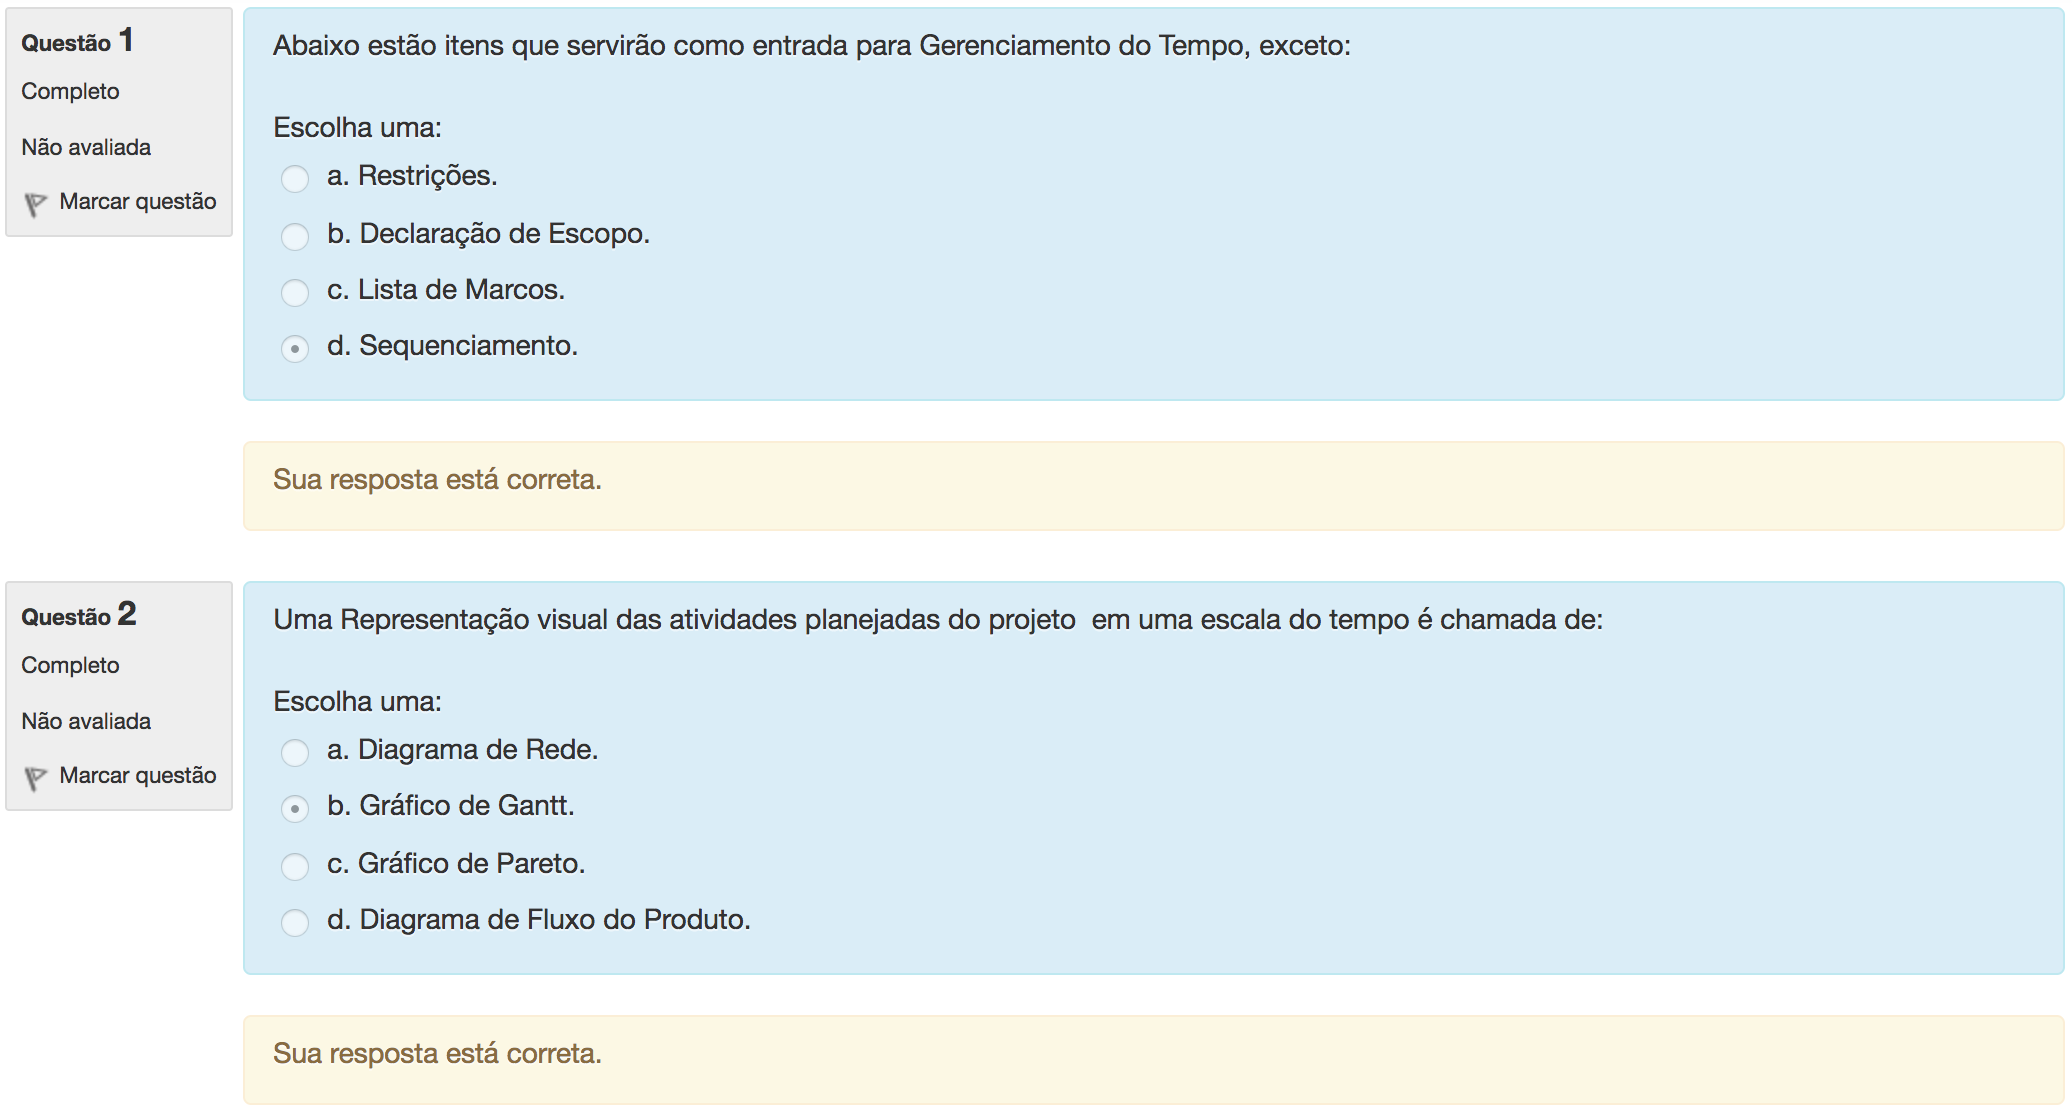 Questão 1
Completo
Não avaliada
Marcar questão
Abaixo estão itens que servirão como entrada para Gerenciamento do Tempo, exceto:
Escolha uma:
a. Restrições.
b. Declaração de Escopo.
c. Lista de Marcos.
d. Sequenciamento.
Sua resposta está correta.
Questão 2
Completo
Não avaliada
Marcar questão
Uma Representação visual das atividades planejadas do projeto  em uma escala do tempo é chamada de:
Escolha uma:
a. Diagrama de Rede.
b. Gráfico de Gantt.
c. Gráfico de Pareto.
d. Diagrama de Fluxo do Produto.
Sua resposta está correta.